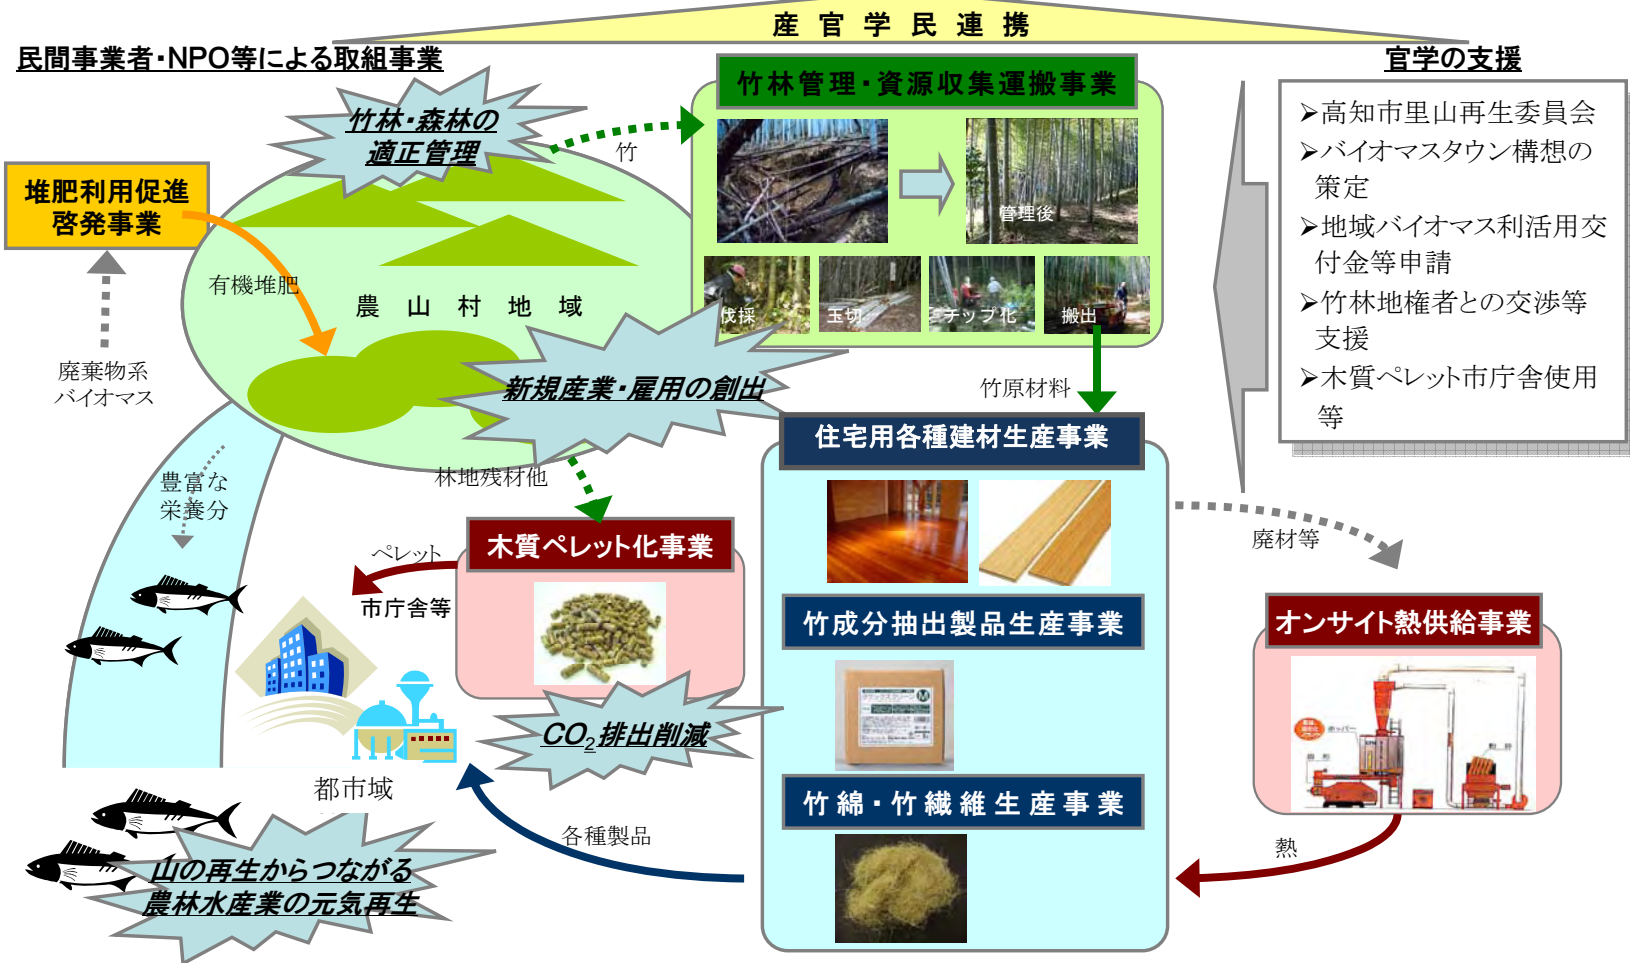 産官学民連携
民間事業者・NPO等による取組事業
官学の支援
竹林管理・資源収集運搬事業
竹林・森林の
適正管理
竹
管理後
伐採
玉切
チップ化
搬出
➢高知市里山再生委員会
➢バイオマスタウン構想の
策定
➢地域バイオマス利活用交
付金等申請
➢竹林地権者との交渉等
支援
➢木質ペレット市庁舎使用
等
堆肥利用促進
啓発事業
有機堆肥
農山村地域
廃棄物系
バイオマス
新規産業・雇用の創出
竹原材料
住宅用各種建材生産事業
林地残材他
豊富な
栄養分
木質ペレット化事業
ペレット
市庁舎等
廃材等
竹成分抽出製品生産事業
オンサイト熱供給事業
CO₂排出削減
都市域
竹綿・竹繊維生産事業
各種製品
熱
山の再生からつながる
農林水産業の元気再生